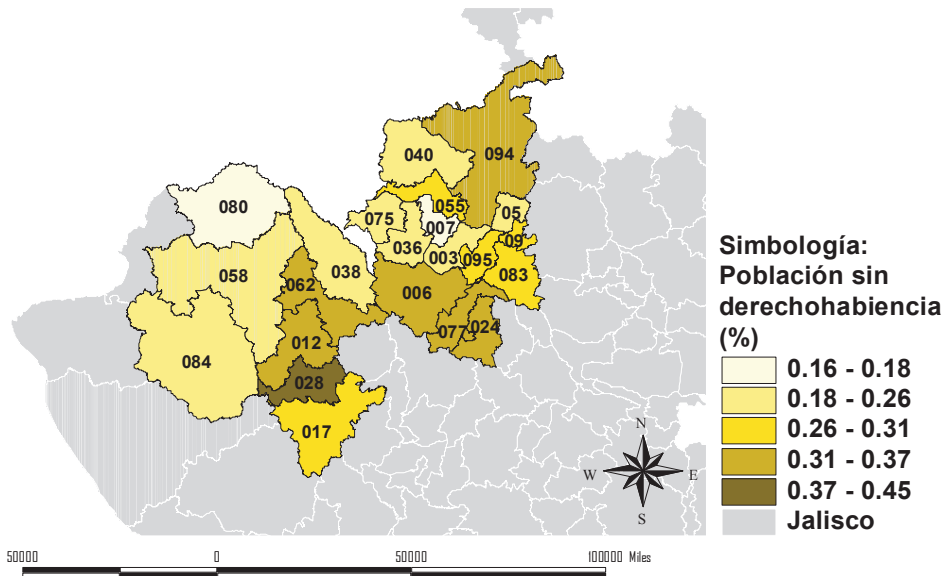 040
094
080
055
05
075
007
09
036
003
095
058
038
083
062
006
077
024
012
084
028
017
N
W
E
S
Simbología:
Población sin
derechohabiencia
(%)
0.16 - 0.18
0.18 - 0.26
0.26 - 0.31
0.31 - 0.37
0.37 - 0.45
Jalisco
50000 0 50000 100000 Miles